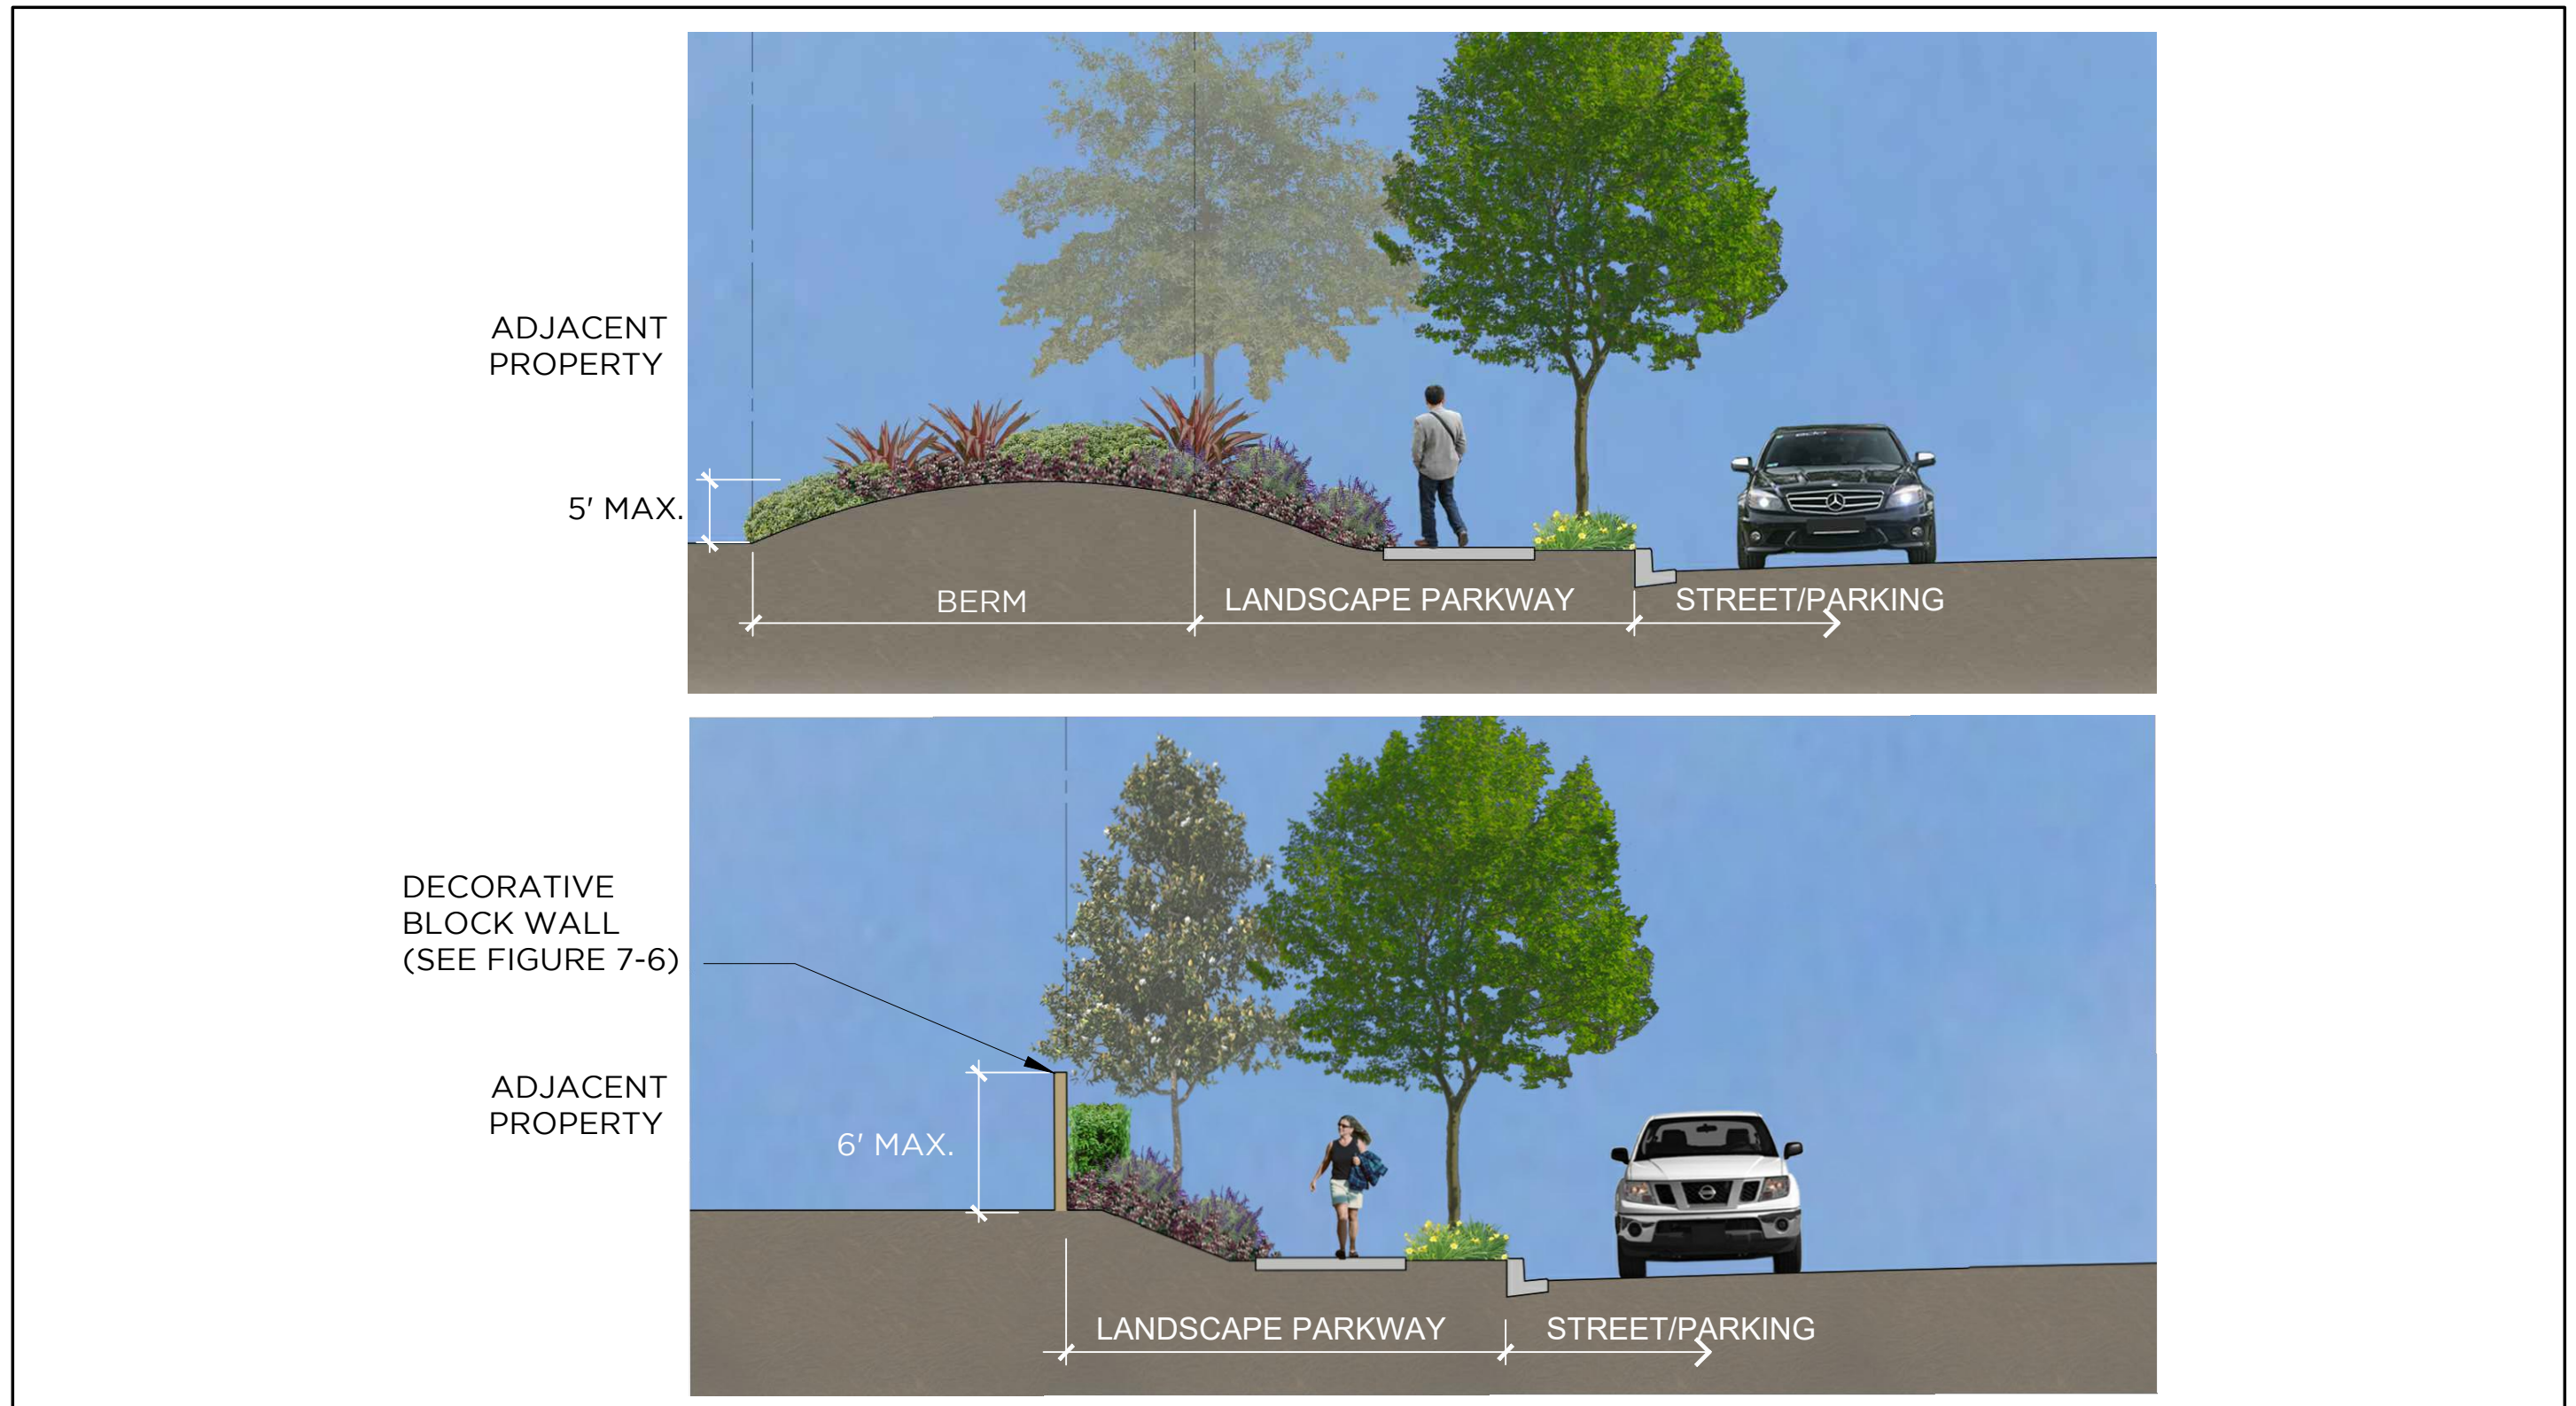 ADJACENT
PROPERTY
5' MAX.
BERM
LANDSCAPE PARKWAY
STREET/PARKING
DECORATIVE
BLOCK WALL
(SEE FIGURE 7-6)
ADJACENT
PROPERTY
6' MAX.
LANDSCAPE PARKWAY
STREET/PARKING